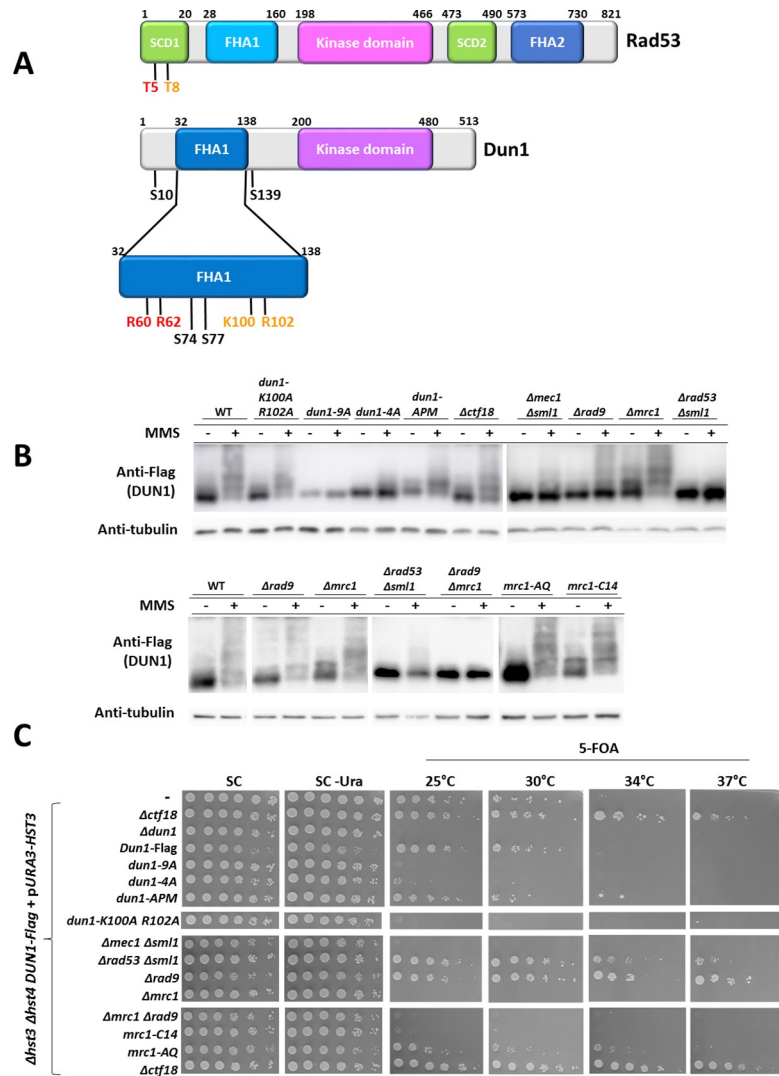 A
1 20 28 160 198 466 473 490 573 730 821
SCD1 FHA1 Kinase domain SCD2 FHA2 Rad53
T5 T8
1 32 138 200 480 513
FHA1 Kinase domain Dun1
S10 S139
32 138
FHA1
R60 R62 K100 R102
S74 S77
B
WT dun1-K100A R102A dun1-9A dun1-4A dun1-APM Δctf18 Δmec1 Δsml1 Δrad9 Δmrc1 Δrad53 Δsml1
MMS - + - + - + - + - + - + - + - + - + - +
Anti-Flag
(DUN1)
Anti-tubulin
WT Δrad9 Δmrc1 Δrad53 Δsml1 Δrad9 Δmrc1 mrc1-AQ mrc1-C14
MMS - + - + - + - + - + - + - +
Anti-Flag
(DUN1)
Anti-tubulin
C
5-FOA
SC SC -Ura 25°C 30°C 34°C 37°C
Δhst3 Δhst4 DUN1-Flag + pURA3-HST3
-
Δctf18
Δdun1
Dun1-Flag
dun1-9A
dun1-4A
dun1-APM
dun1-K100A R102A
Δmec1 Δsml1
Δrad53 Δsml1
Δrad9
Δmrc1
Δmrc1 Δrad9
mrc1-C14
mrc1-AQ
Δctf18